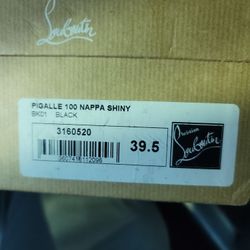 Louboutin
PIGALLE 100 NAPPA SHINY
BK01 BLACK
3160520
39.5
Christian
Louboutin